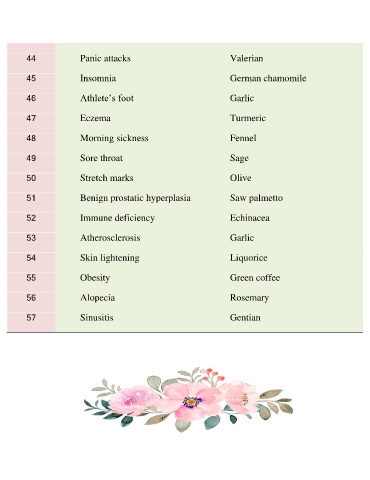 44 Panic attacks Valerian
45 Insomnia German chamomile
46 Athlete’s foot Garlic
47 Eczema Turmeric
48 Morning sickness Fennel
49 Sore throat Sage
50 Stretch marks Olive
51 Benign prostatic hyperplasia Saw palmetto
52 Immune deficiency Echinacea
53 Atherosclerosis Garlic
54 Skin lightening Liquorice
55 Obesity Green coffee
56 Alopecia Rosemary
57 Sinusitis Gentian